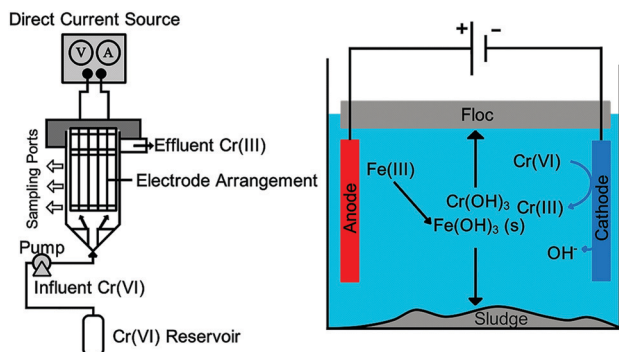 Direct Current Source
V A
Sampling Ports
Effluent Cr(III)
Electrode Arrangement
Pump
Influent Cr(VI)
Cr(VI) Reservoir
+ −
Floc
Anode
Fe(III)
Cr(OH)₃
Fe(OH)₃ (s)
Cr(VI)
Cr(III)
OH⁻
Cathode
Sludge